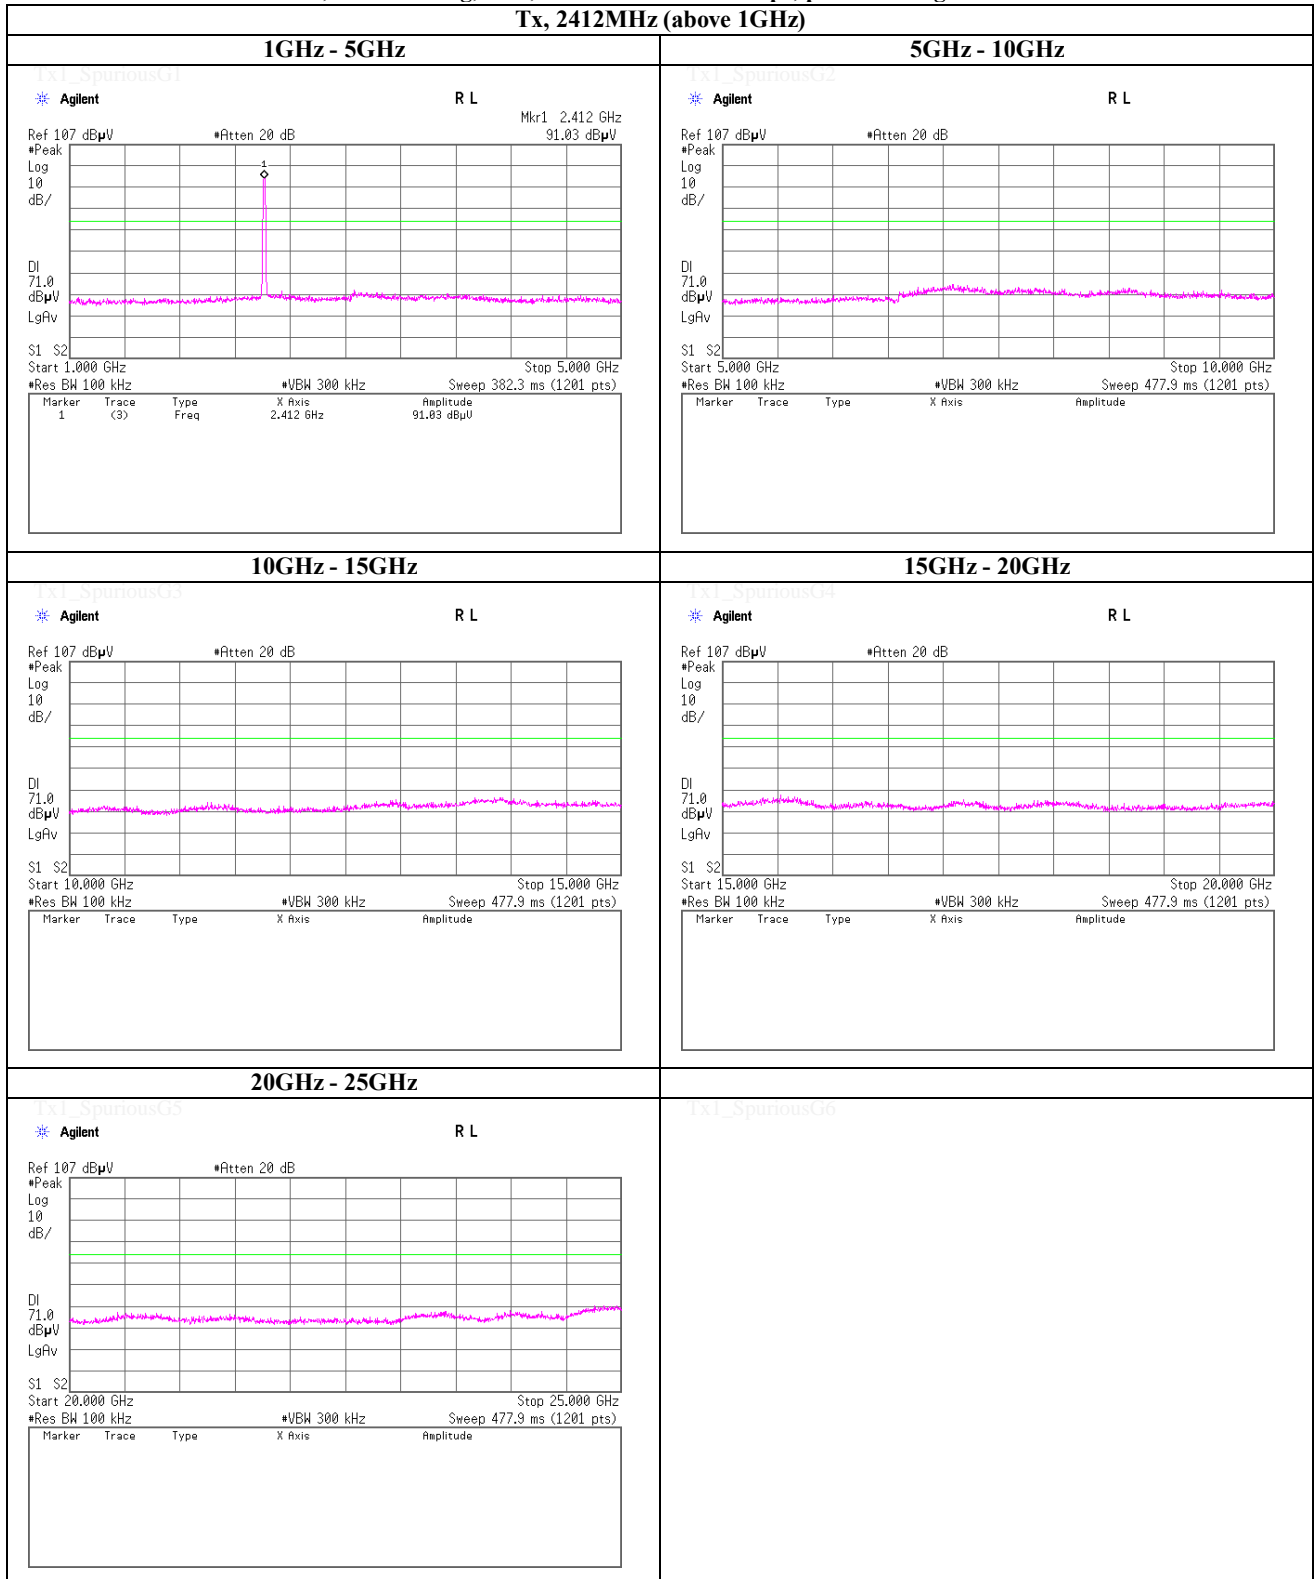 Tx, 2412MHz (above 1GHz)
1GHz - 5GHz
5GHz - 10GHz
Tx1_SpuriousG1
Agilent
R L
Mkr1 2.412 GHz
Ref 107 dBµV
#Atten 20 dB
91.03 dBµV
#Peak
Log
10
dB/
1
DI
71.0
dBµV
LgAv
S1 S2
Start 1.000 GHz
Stop 5.000 GHz
#Res BW 100 kHz
#VBW 300 kHz
Sweep 382.3 ms (1201 pts)
Marker Trace Type X Axis Amplitude
1 (3) Freq 2.412 GHz 91.03 dBµV
Tx1_SpuriousG2
Agilent
R L
Ref 107 dBµV
#Atten 20 dB
#Peak
Log
10
dB/
DI
71.0
dBµV
LgAv
S1 S2
Start 5.000 GHz
Stop 10.000 GHz
#Res BW 100 kHz
#VBW 300 kHz
Sweep 477.9 ms (1201 pts)
Marker Trace Type X Axis Amplitude
10GHz - 15GHz
15GHz - 20GHz
Tx1_SpuriousG3
Agilent
R L
Ref 107 dBµV
#Atten 20 dB
#Peak
Log
10
dB/
DI
71.0
dBµV
LgAv
S1 S2
Start 10.000 GHz
Stop 15.000 GHz
#Res BW 100 kHz
#VBW 300 kHz
Sweep 477.9 ms (1201 pts)
Marker Trace Type X Axis Amplitude
Tx1_SpuriousG4
Agilent
R L
Ref 107 dBµV
#Atten 20 dB
#Peak
Log
10
dB/
DI
71.0
dBµV
LgAv
S1 S2
Start 15.000 GHz
Stop 20.000 GHz
#Res BW 100 kHz
#VBW 300 kHz
Sweep 477.9 ms (1201 pts)
Marker Trace Type X Axis Amplitude
20GHz - 25GHz
Tx1_SpuriousG5
Agilent
R L
Ref 107 dBµV
#Atten 20 dB
#Peak
Log
10
dB/
DI
71.0
dBµV
LgAv
S1 S2
Start 20.000 GHz
Stop 25.000 GHz
#Res BW 100 kHz
#VBW 300 kHz
Sweep 477.9 ms (1201 pts)
Marker Trace Type X Axis Amplitude
Tx1_SpuriousG6